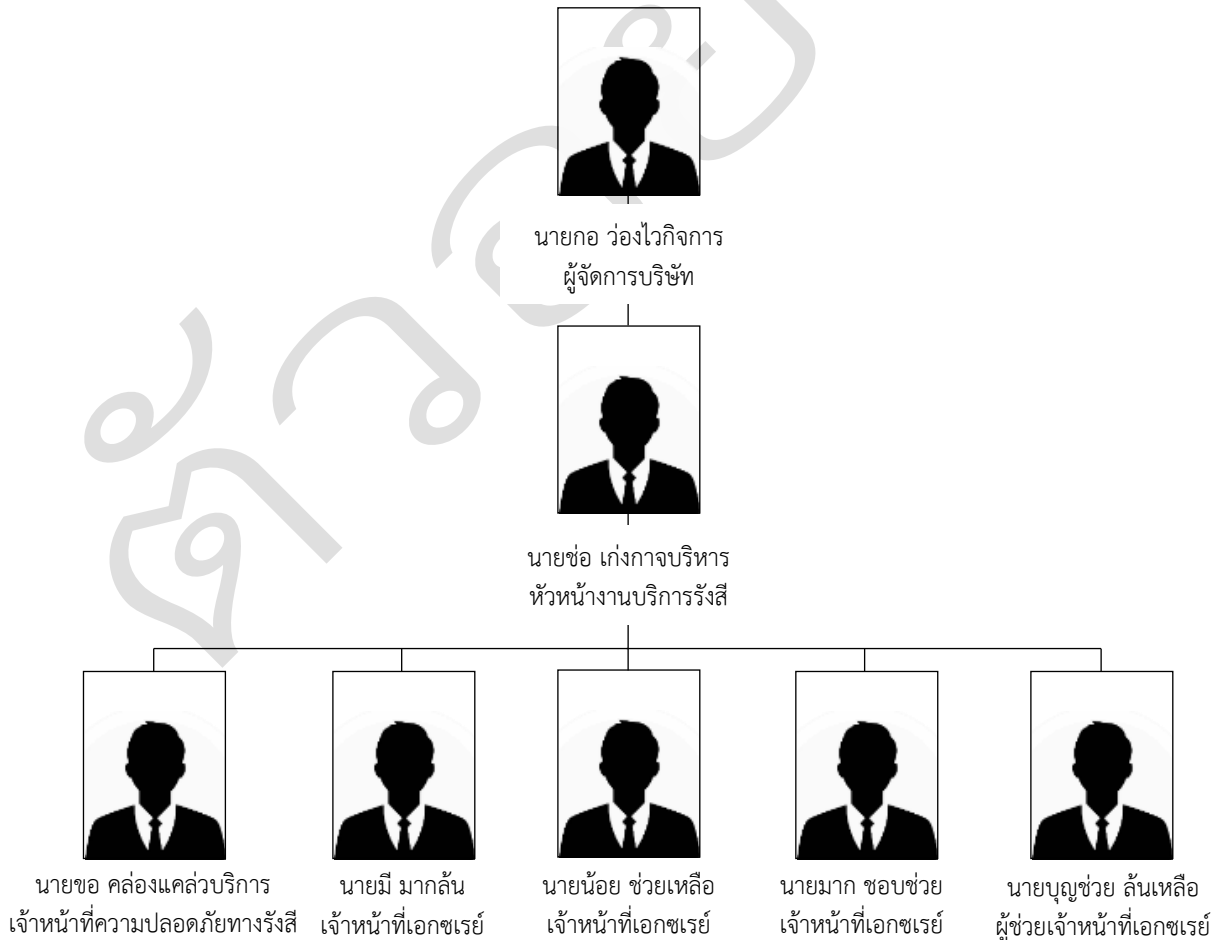 ตัวอย่าง
นายกอ ว่องไวกิจการ
ผู้จัดการบริษัท
นายช่อ เก่งกาจบริหาร
หัวหน้างานบริการรังสี
นายขอ คล่องแคล่วบริการ
เจ้าหน้าที่ความปลอดภัยทางรังสี
นายมี มากล้น
เจ้าหน้าที่เอกซเรย์
นายน้อย ช่วยเหลือ
เจ้าหน้าที่เอกซเรย์
นายมาก ชอบช่วย
เจ้าหน้าที่เอกซเรย์
นายบุญช่วย ล้นเหลือ
ผู้ช่วยเจ้าหน้าที่เอกซเรย์